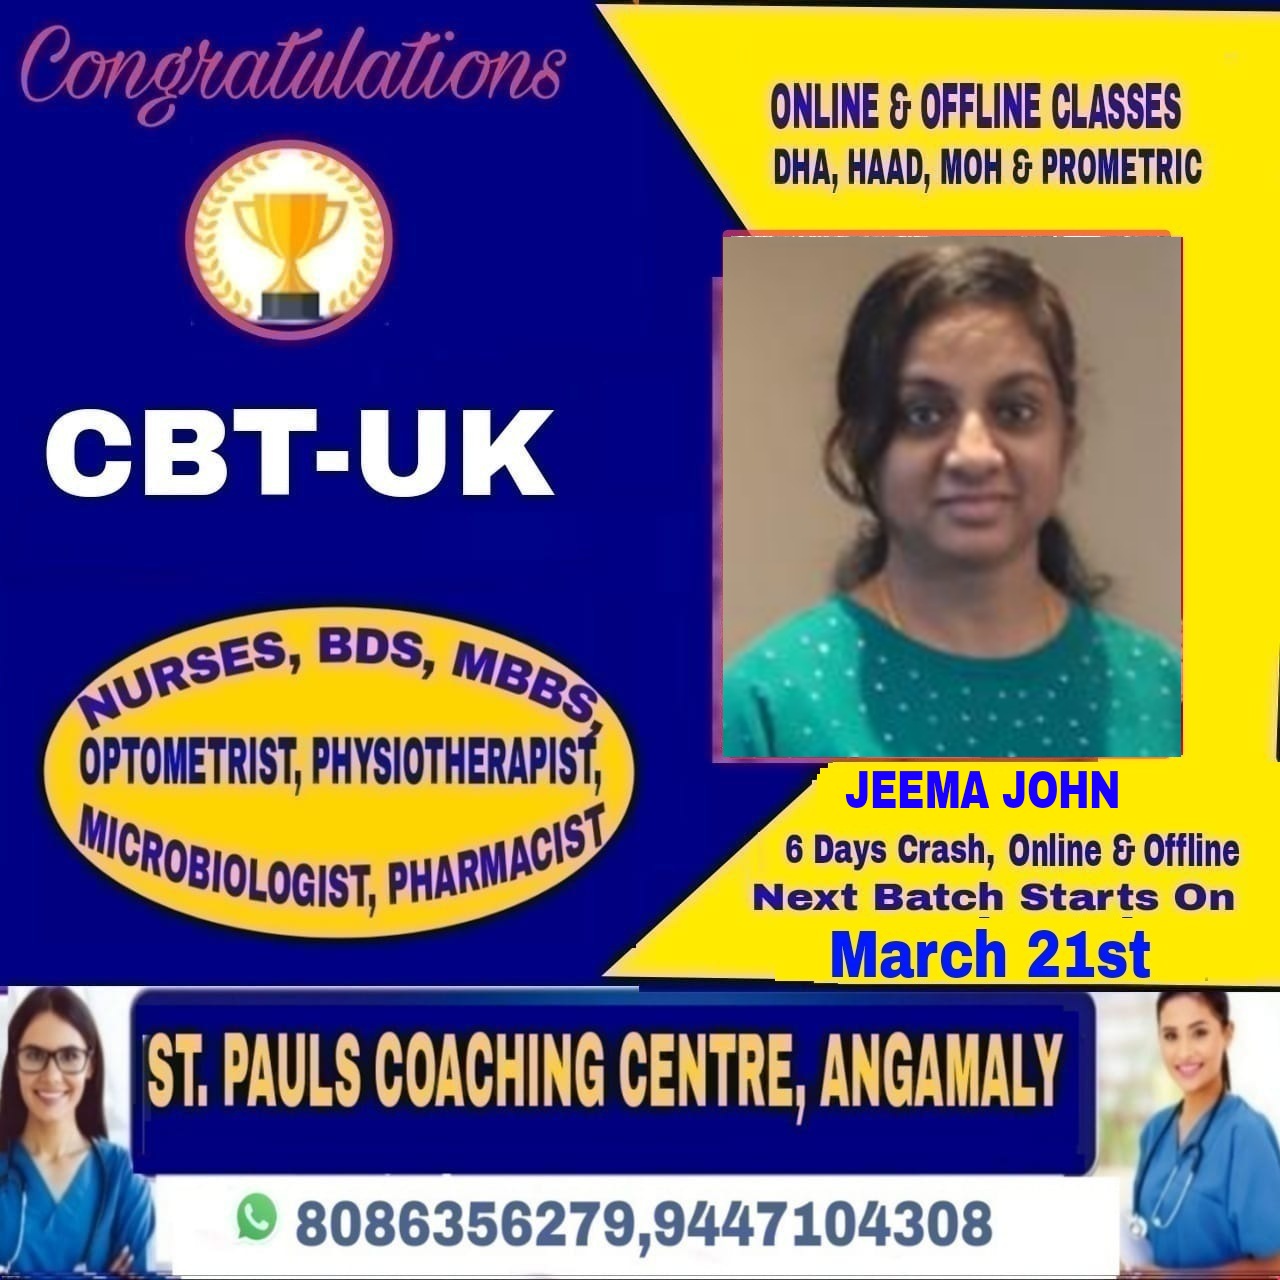 Congratulations
ONLINE & OFFLINE CLASSES
DHA, HAAD, MOH & PROMETRIC
CBT-UK
NURSES, BDS, MBBS,
OPTOMETRIST, PHYSIOTHERAPIST,
MICROBIOLOGIST, PHARMACIST
JEEMA JOHN
6 Days Crash, Online & Offline
Next Batch Starts On
March 21st
ST. PAULS COACHING CENTRE, ANGAMALY
8086356279,9447104308